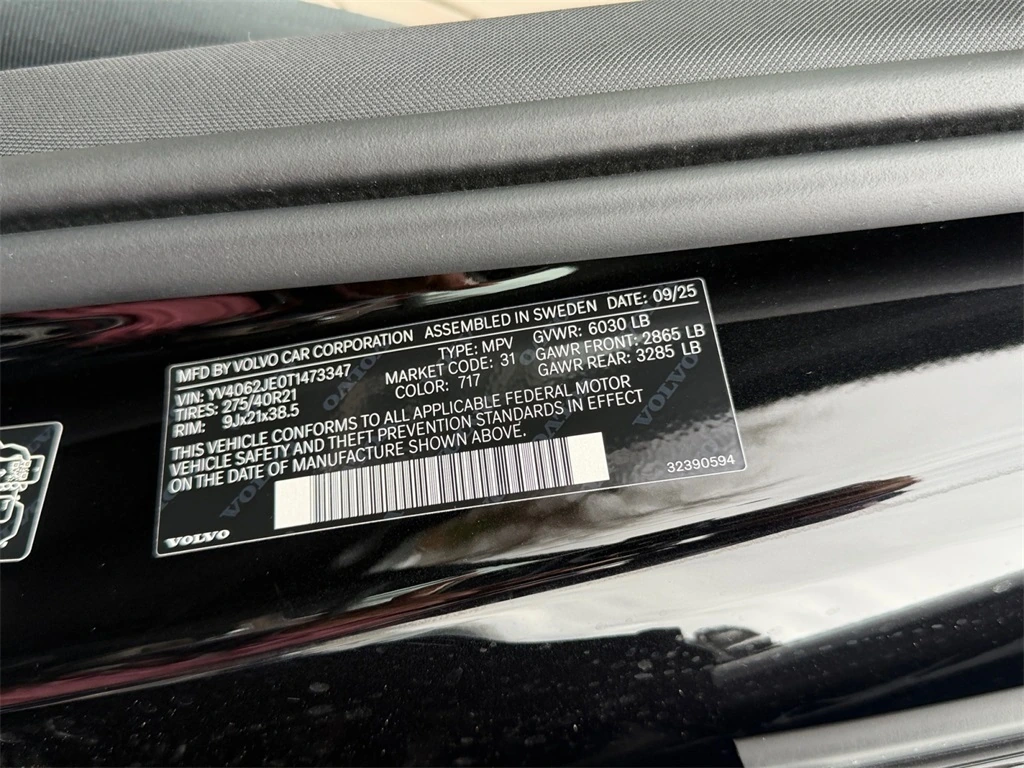 MFD BY VOLVO CAR CORPORATION ASSEMBLED IN SWEDEN DATE: 09/25
VIN: YV4062JE0T1473347 TYPE: MPV GVWR: 6030 LB
TIRES: 275/40R21 MARKET CODE: 31 GAWR FRONT: 2865 LB
RIM: 9Jx21x38.5 COLOR: 717 GAWR REAR: 3285 LB
THIS VEHICLE CONFORMS TO ALL APPLICABLE FEDERAL MOTOR
VEHICLE SAFETY AND THEFT PREVENTION STANDARDS IN EFFECT
ON THE DATE OF MANUFACTURE SHOWN ABOVE.
32390594
VOLVO